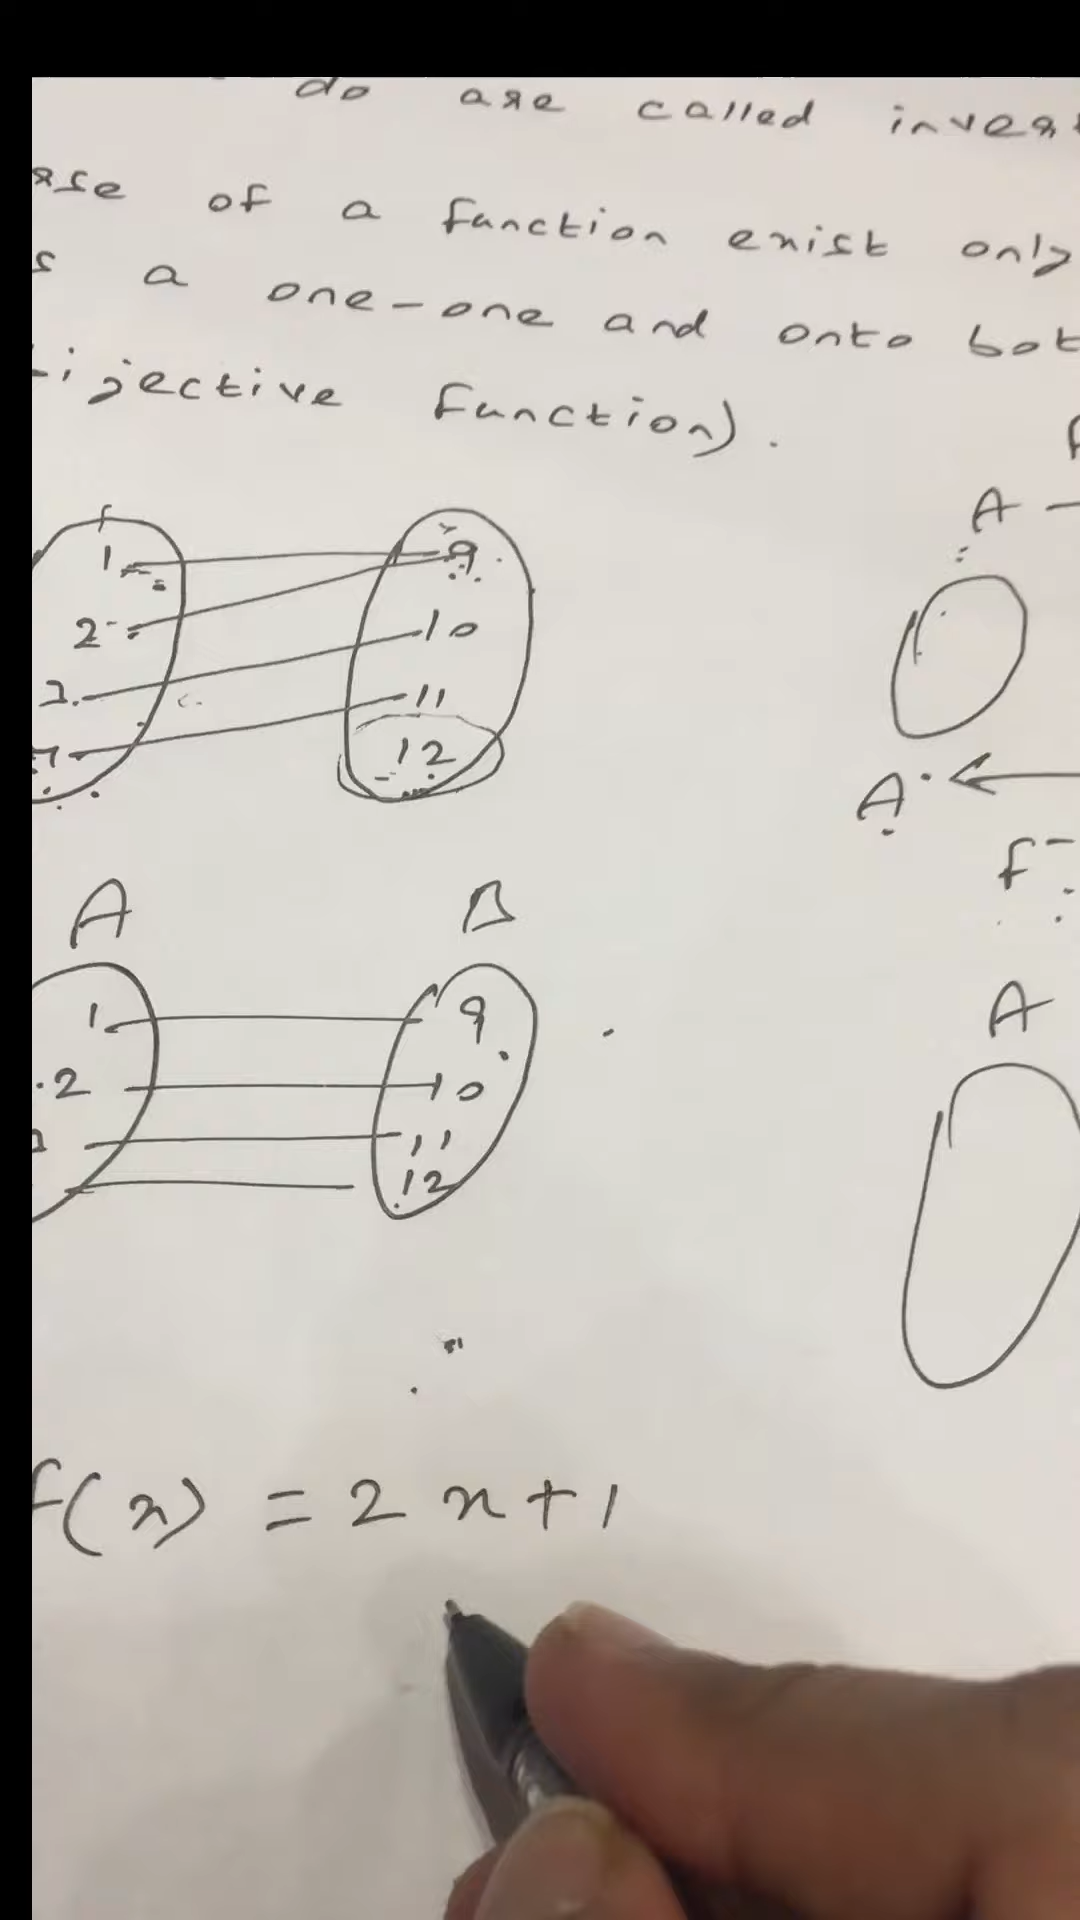 do are called
of a function exist only
a one-one and onto
function).
1 9
2 10
11
12
A
A
A B
1 9
2 10
11
12
A
f(x) = 2x+1